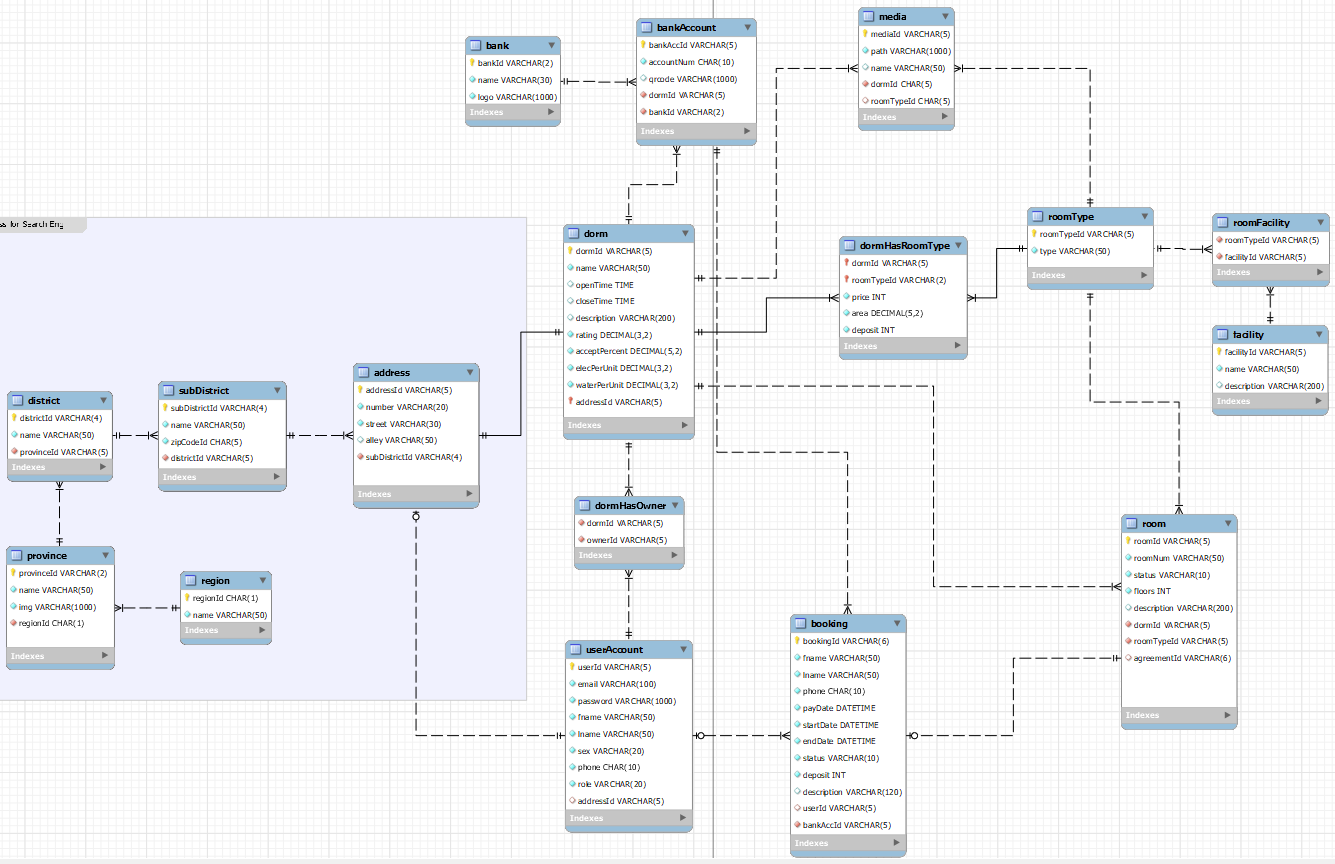 media
mediaId VARCHAR(5)
path VARCHAR(1000)
name VARCHAR(50)
dormId CHAR(5)
roomTypeId CHAR(5)
Indexes
bankAccount
bankAccId VARCHAR(5)
accountNum CHAR(10)
qrcode VARCHAR(1000)
dormId VARCHAR(5)
bankId VARCHAR(2)
Indexes
bank
bankId VARCHAR(2)
name VARCHAR(30)
logo VARCHAR(1000)
Indexes
ss for Search Eng
dorm
dormId VARCHAR(5)
name VARCHAR(50)
openTime TIME
closeTime TIME
description VARCHAR(200)
rating DECIMAL(3,2)
acceptPercent DECIMAL(5,2)
elecPerUnit DECIMAL(3,2)
waterPerUnit DECIMAL(3,2)
addressId VARCHAR(5)
Indexes
dormHasRoomType
dormId VARCHAR(5)
roomTypeId VARCHAR(2)
price INT
area DECIMAL(5,2)
deposit INT
Indexes
roomType
roomTypeId VARCHAR(5)
type VARCHAR(50)
Indexes
roomFacility
roomTypeId VARCHAR(5)
facilityId VARCHAR(5)
Indexes
facility
facilityId VARCHAR(5)
name VARCHAR(50)
description VARCHAR(200)
Indexes
district
districtId VARCHAR(4)
name VARCHAR(50)
provinceId VARCHAR(5)
Indexes
subDistrict
subDistrictId VARCHAR(4)
name VARCHAR(50)
zipCodeId CHAR(5)
districtId VARCHAR(5)
Indexes
address
addressId VARCHAR(5)
number VARCHAR(20)
street VARCHAR(30)
alley VARCHAR(50)
subDistrictId VARCHAR(4)
Indexes
dormHasOwner
dormId VARCHAR(5)
ownerId VARCHAR(5)
Indexes
province
provinceId VARCHAR(2)
name VARCHAR(50)
img VARCHAR(1000)
regionId CHAR(1)
Indexes
region
regionId CHAR(1)
name VARCHAR(50)
Indexes
userAccount
userId VARCHAR(5)
email VARCHAR(100)
password VARCHAR(1000)
fname VARCHAR(50)
lname VARCHAR(50)
sex VARCHAR(20)
phone CHAR(10)
role VARCHAR(20)
addressId VARCHAR(5)
Indexes
booking
bookingId VARCHAR(6)
fname VARCHAR(50)
lname VARCHAR(50)
phone CHAR(10)
payDate DATETIME
startDate DATETIME
endDate DATETIME
status VARCHAR(10)
deposit INT
description VARCHAR(120)
userId VARCHAR(5)
bankAccId VARCHAR(5)
Indexes
room
roomId VARCHAR(5)
roomNum VARCHAR(50)
status VARCHAR(10)
floors INT
description VARCHAR(200)
dormId VARCHAR(5)
roomTypeId VARCHAR(5)
agreementId VARCHAR(6)
Indexes